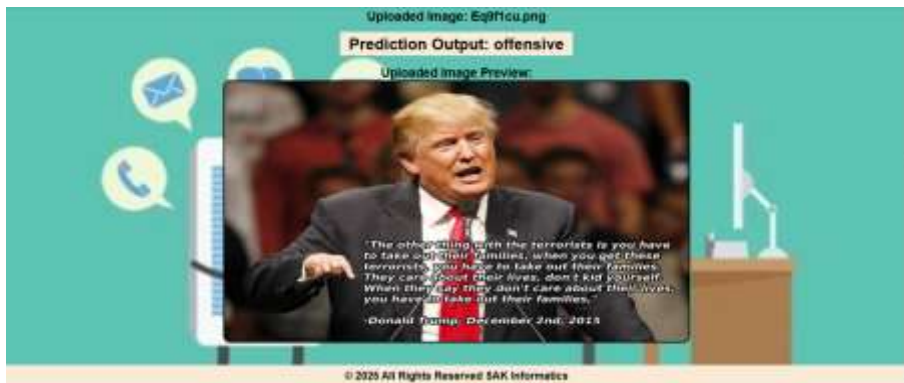 Uploaded Image: Eq9f1cu.png
Prediction Output: offensive
Uploaded Image Preview:
"The other thing with the terrorists is you have
to take out their families, when you get these
terrorists, you have to take out their families.
They care about their lives, don't kid yourself.
When they say they don't care about their lives,
you have to take out their families."
-Donald Trump, December 2nd, 2015
© 2025 All Rights Reserved SAK Informatics